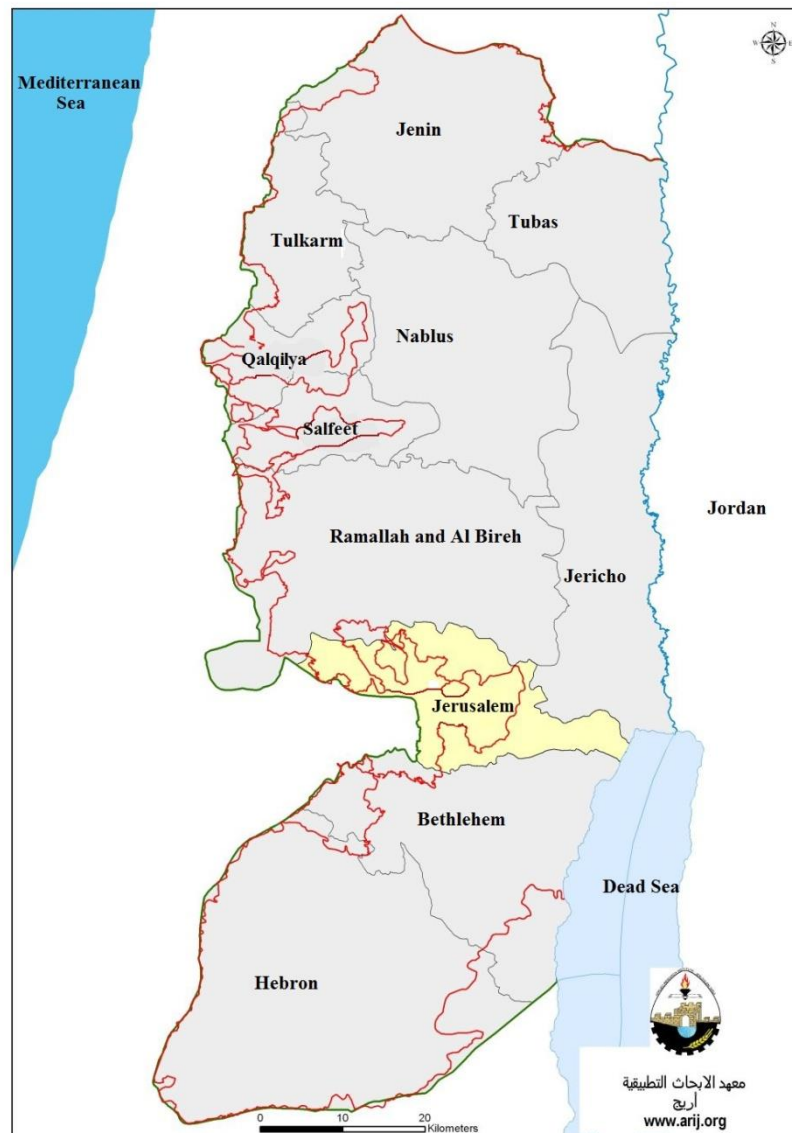 Mediterranean
Sea
N
W E
S
Jenin
Tubas
Tulkarm
Nablus
Qalqilya
Salfeet
Jordan
Ramallah and Al Bireh
Jericho
Jerusalem
Bethlehem
Dead Sea
Hebron
معهد الابحاث التطبيقية
أريج
www.arij.org
0 10 20
Kilometers